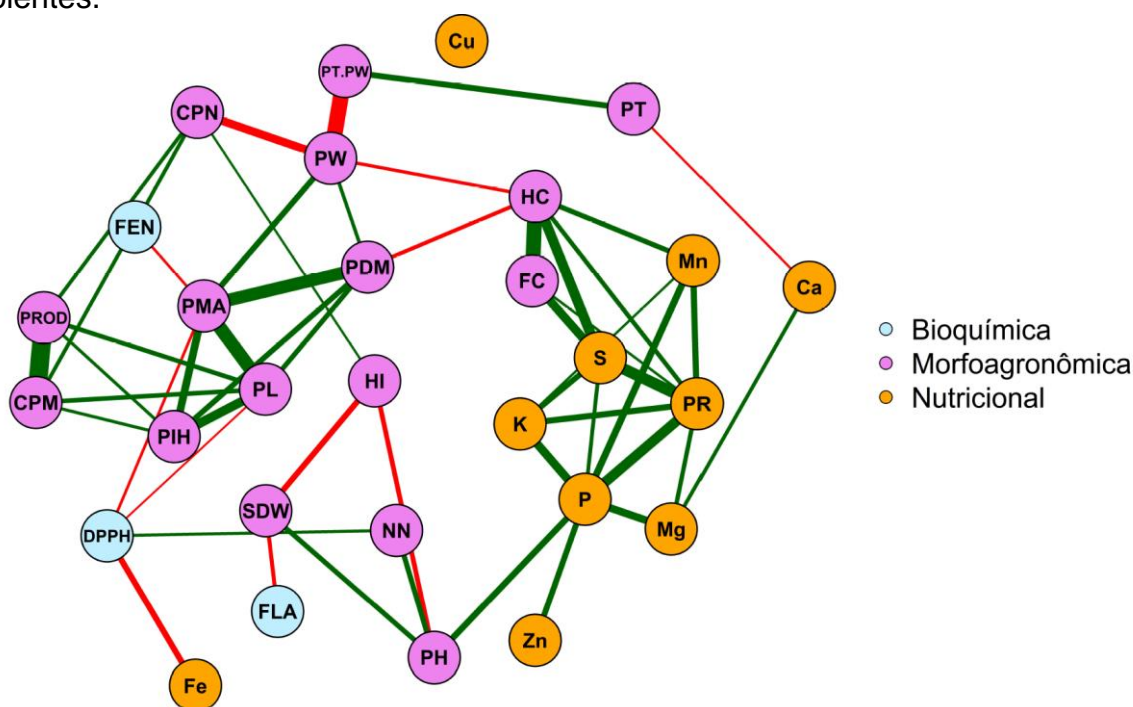 Cu
PT.PW
PT
CPN
PW
HC
FEN
Mn
PDM
FC
Ca
PMA
PROD
S
HI
PL
PR
CPM
K
PIH
P
SDW
NN
Mg
DPPH
FLA
Zn
PH
Fe
Bioquímica
Morfoagronômica
Nutricional